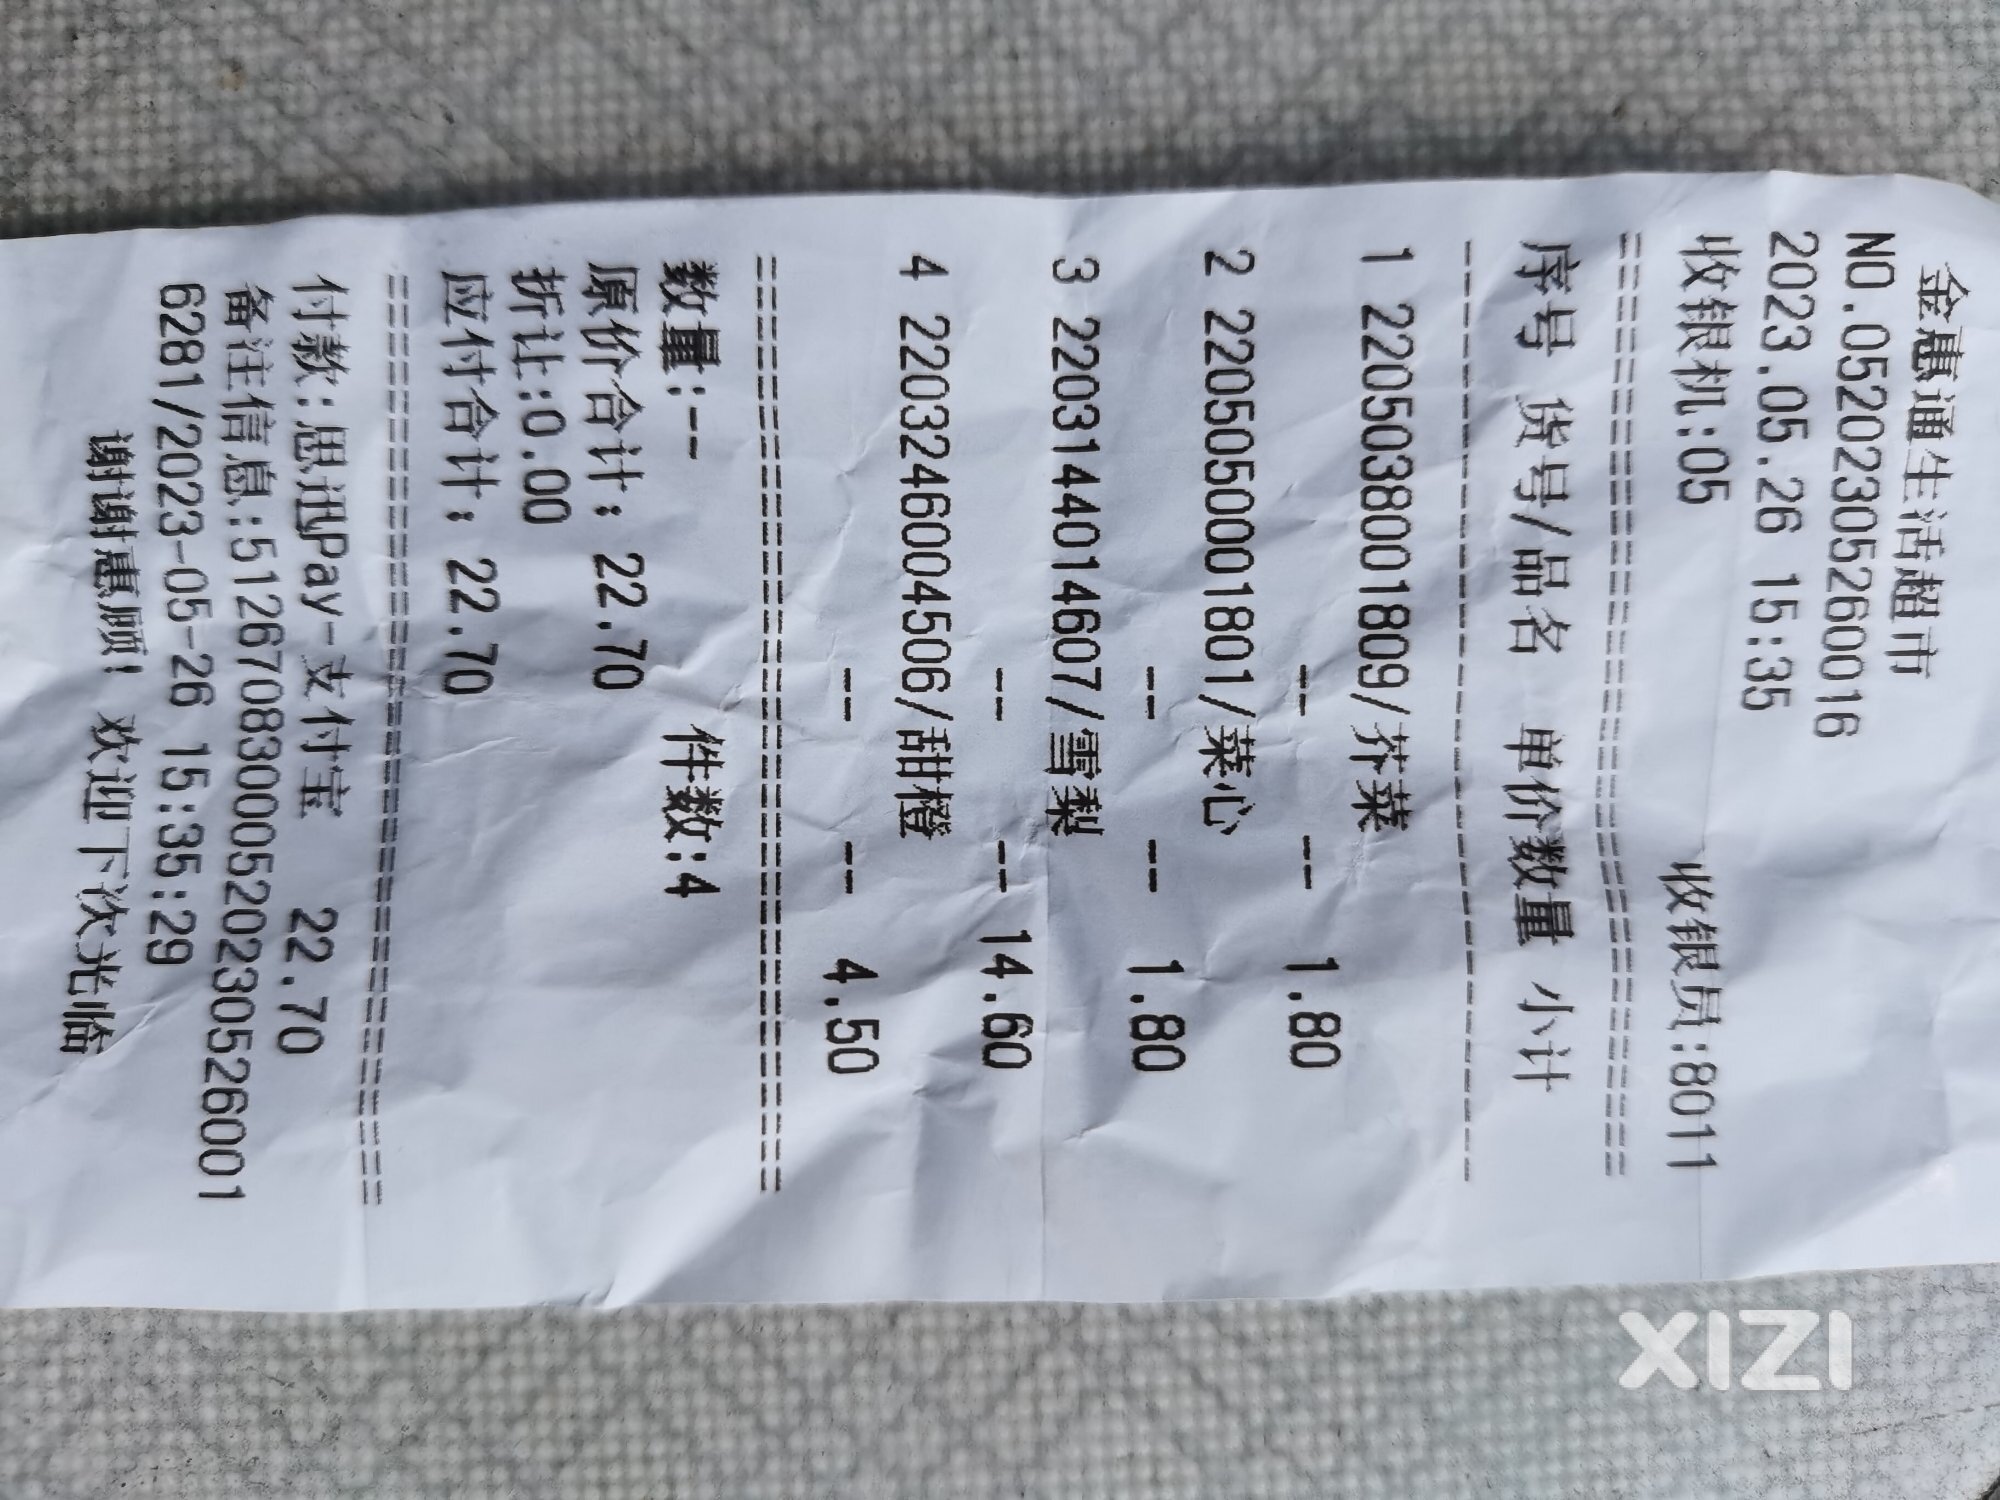 金惠通生活超市
NO.05202305260016
2023.05.26 15:35
收银机:05 收银员:8011
================================
序号 货号/品名 单价数量 小计
--------------------------------
1 2205038001809/芥菜
-- -- 1.80
2 2205050001801/菜心
-- -- 1.80
3 2203144014607/雪梨
-- -- 14.60
4 2203246004506/甜橙
-- -- 4.50
================================
数量:-- 件数:4
原价合计: 22.70
折让:0.00
应付合计: 22.70
================================
付款:思迅Pay-支付宝 22.70
备注信息:5126708300052023052​6001
6281/2023-05-26 15:35:29
谢谢惠顾! 欢迎下次光临
XIZI